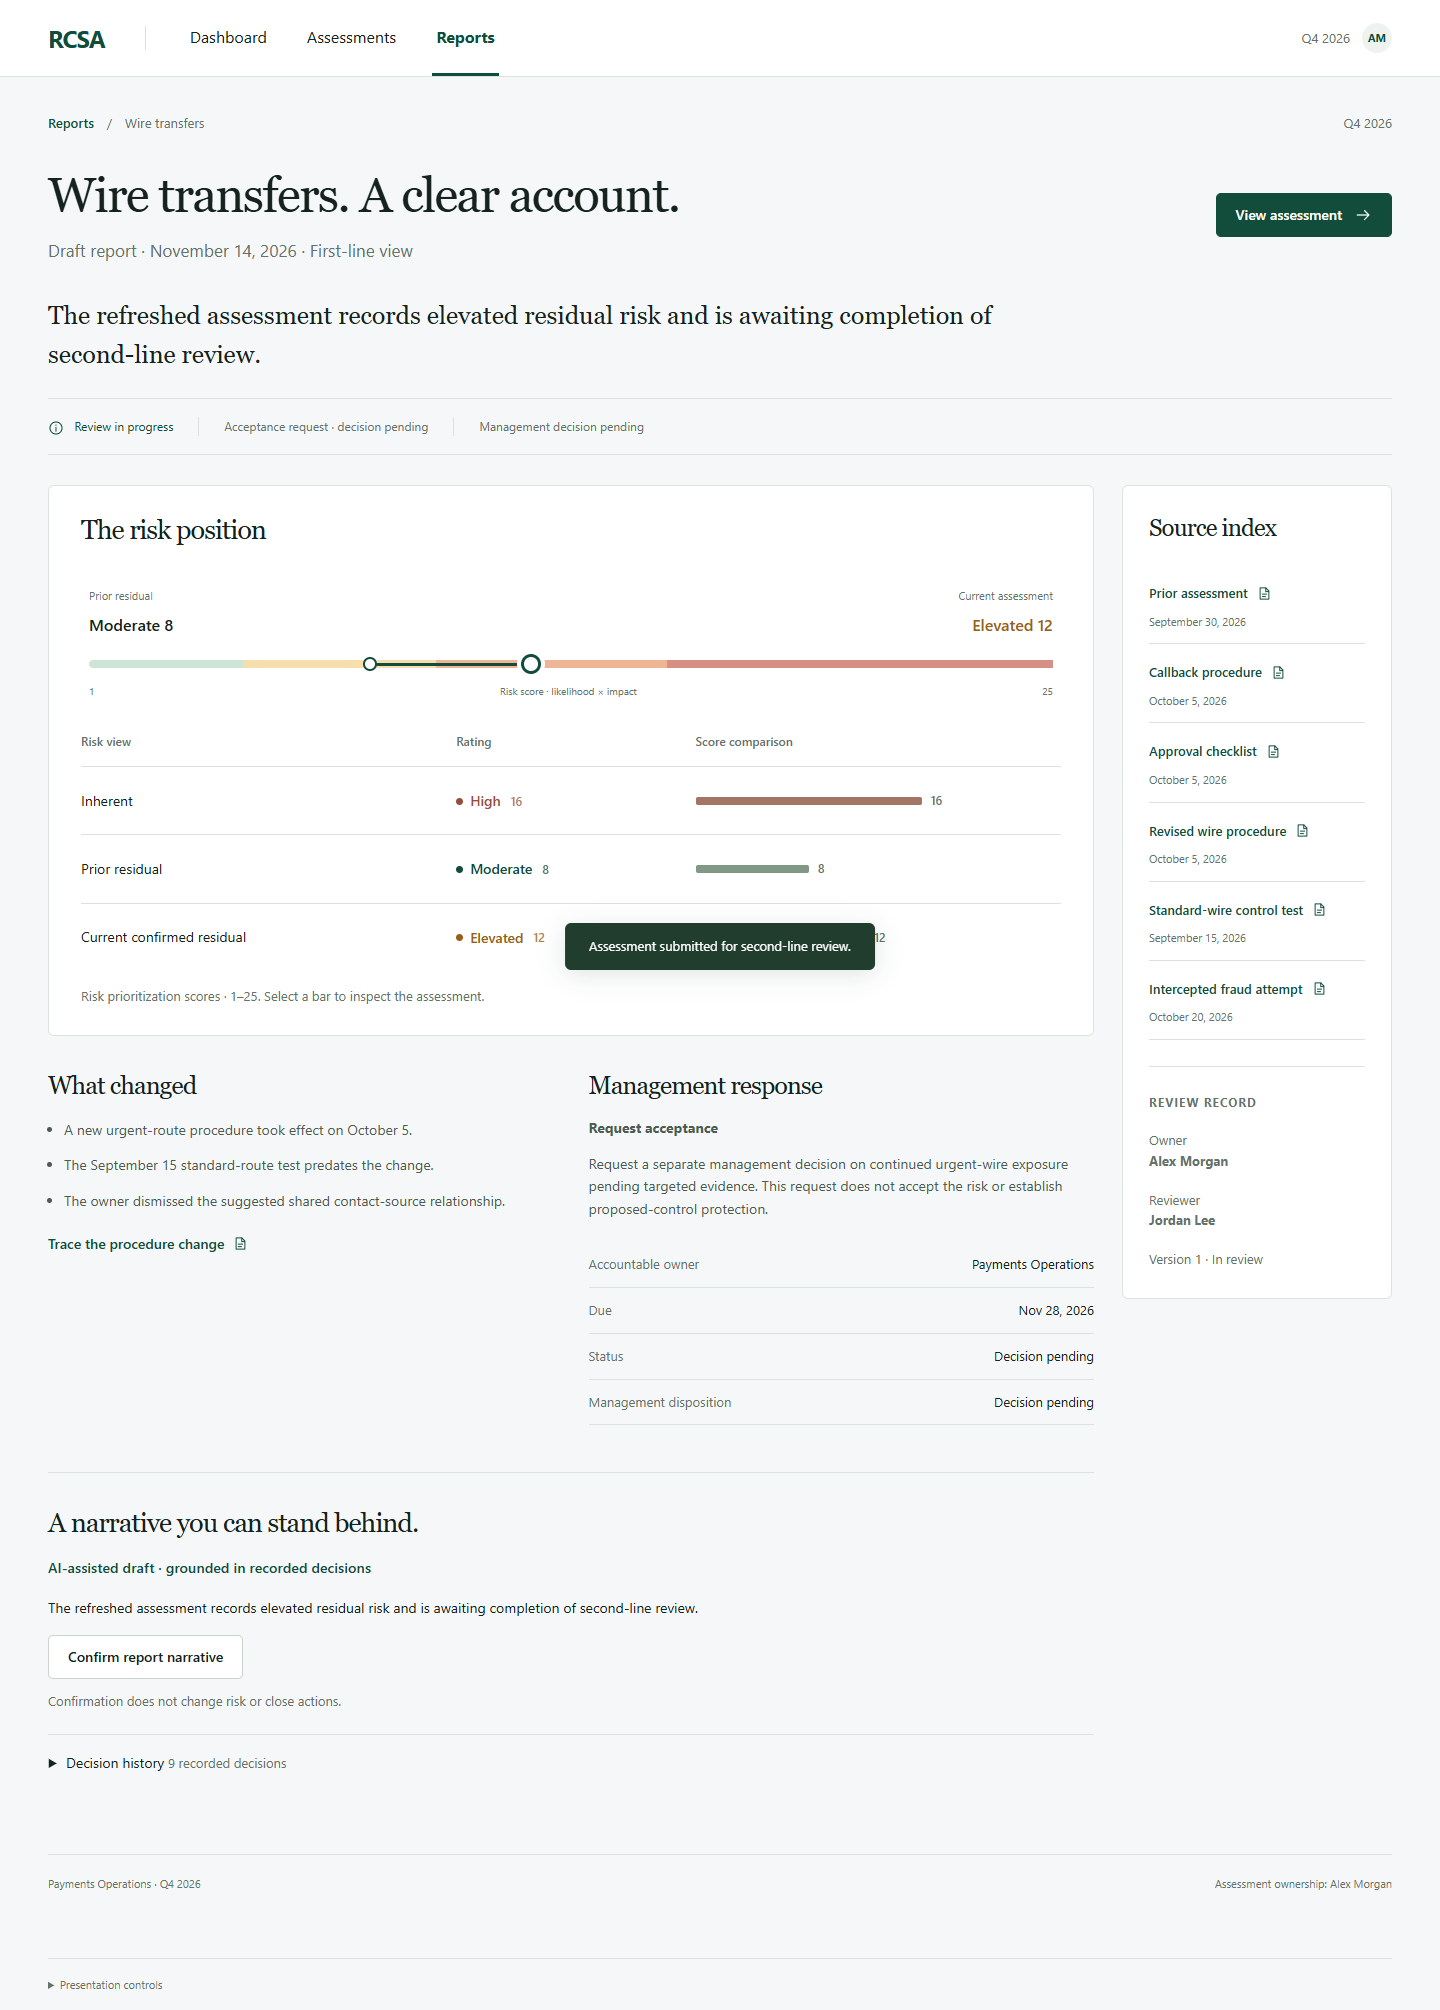 RCSA
Dashboard
Assessments
Reports
Q4 2026
AM
Reports / Wire transfers
Q4 2026
Wire transfers. A clear account.
View assessment
Draft report · November 14, 2026 · First-line view
The refreshed assessment records elevated residual risk and is awaiting completion of
second-line review.
Review in progress
Acceptance request · decision pending
Management decision pending
The risk position
Prior residual
Current assessment
Moderate 8
Elevated 12
1
Risk score · likelihood × impact
25
Risk view
Rating
Score comparison
Inherent
High 16
16
Prior residual
Moderate 8
8
Current confirmed residual
Elevated 12
12
Assessment submitted for second-line review.
Risk prioritization scores · 1–25. Select a bar to inspect the assessment.
Source index
Prior assessment
September 30, 2026
Callback procedure
October 5, 2026
Approval checklist
October 5, 2026
Revised wire procedure
October 5, 2026
Standard-wire control test
September 15, 2026
Intercepted fraud attempt
October 20, 2026
REVIEW RECORD
Owner
Alex Morgan
Reviewer
Jordan Lee
Version 1 · In review
What changed
A new urgent-route procedure took effect on October 5.
The September 15 standard-route test predates the change.
The owner dismissed the suggested shared contact-source relationship.
Trace the procedure change
Management response
Request acceptance
Request a separate management decision on continued urgent-wire exposure
pending targeted evidence. This request does not accept the risk or establish
proposed-control protection.
Accountable owner
Payments Operations
Due
Nov 28, 2026
Status
Decision pending
Management disposition
Decision pending
A narrative you can stand behind.
AI-assisted draft · grounded in recorded decisions
The refreshed assessment records elevated residual risk and is awaiting completion of second-line review.
Confirm report narrative
Confirmation does not change risk or close actions.
Decision history 9 recorded decisions
Payments Operations · Q4 2026
Assessment ownership: Alex Morgan
Presentation controls